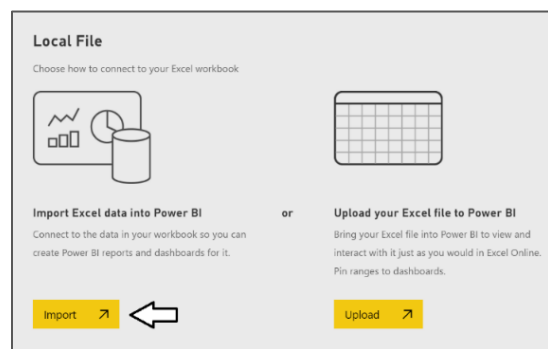 Local File
Choose how to connect to your Excel workbook
Import Excel data into Power BI
Connect to the data in your workbook so you can
create Power BI reports and dashboards for it.
Import
or
Upload your Excel file to Power BI
Bring your Excel file into Power BI to view and
interact with it just as you would in Excel Online.
Pin ranges to dashboards.
Upload